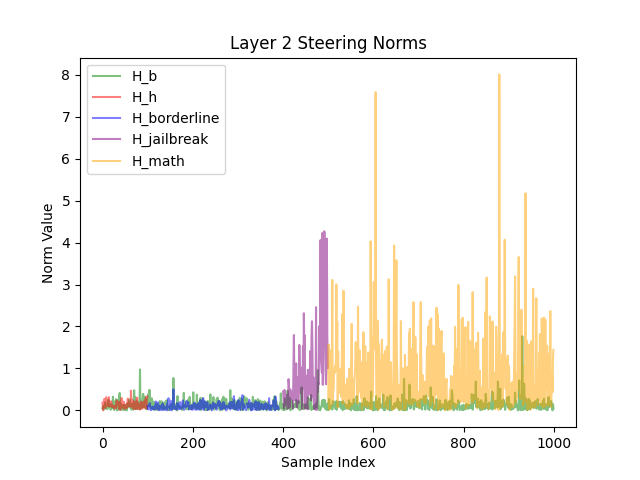 Layer 2 Steering Norms
H_b
H_h
H_borderline
H_jailbreak
H_math
Norm Value
8
7
6
5
4
3
2
1
0
0 200 400 600 800 1000
Sample Index